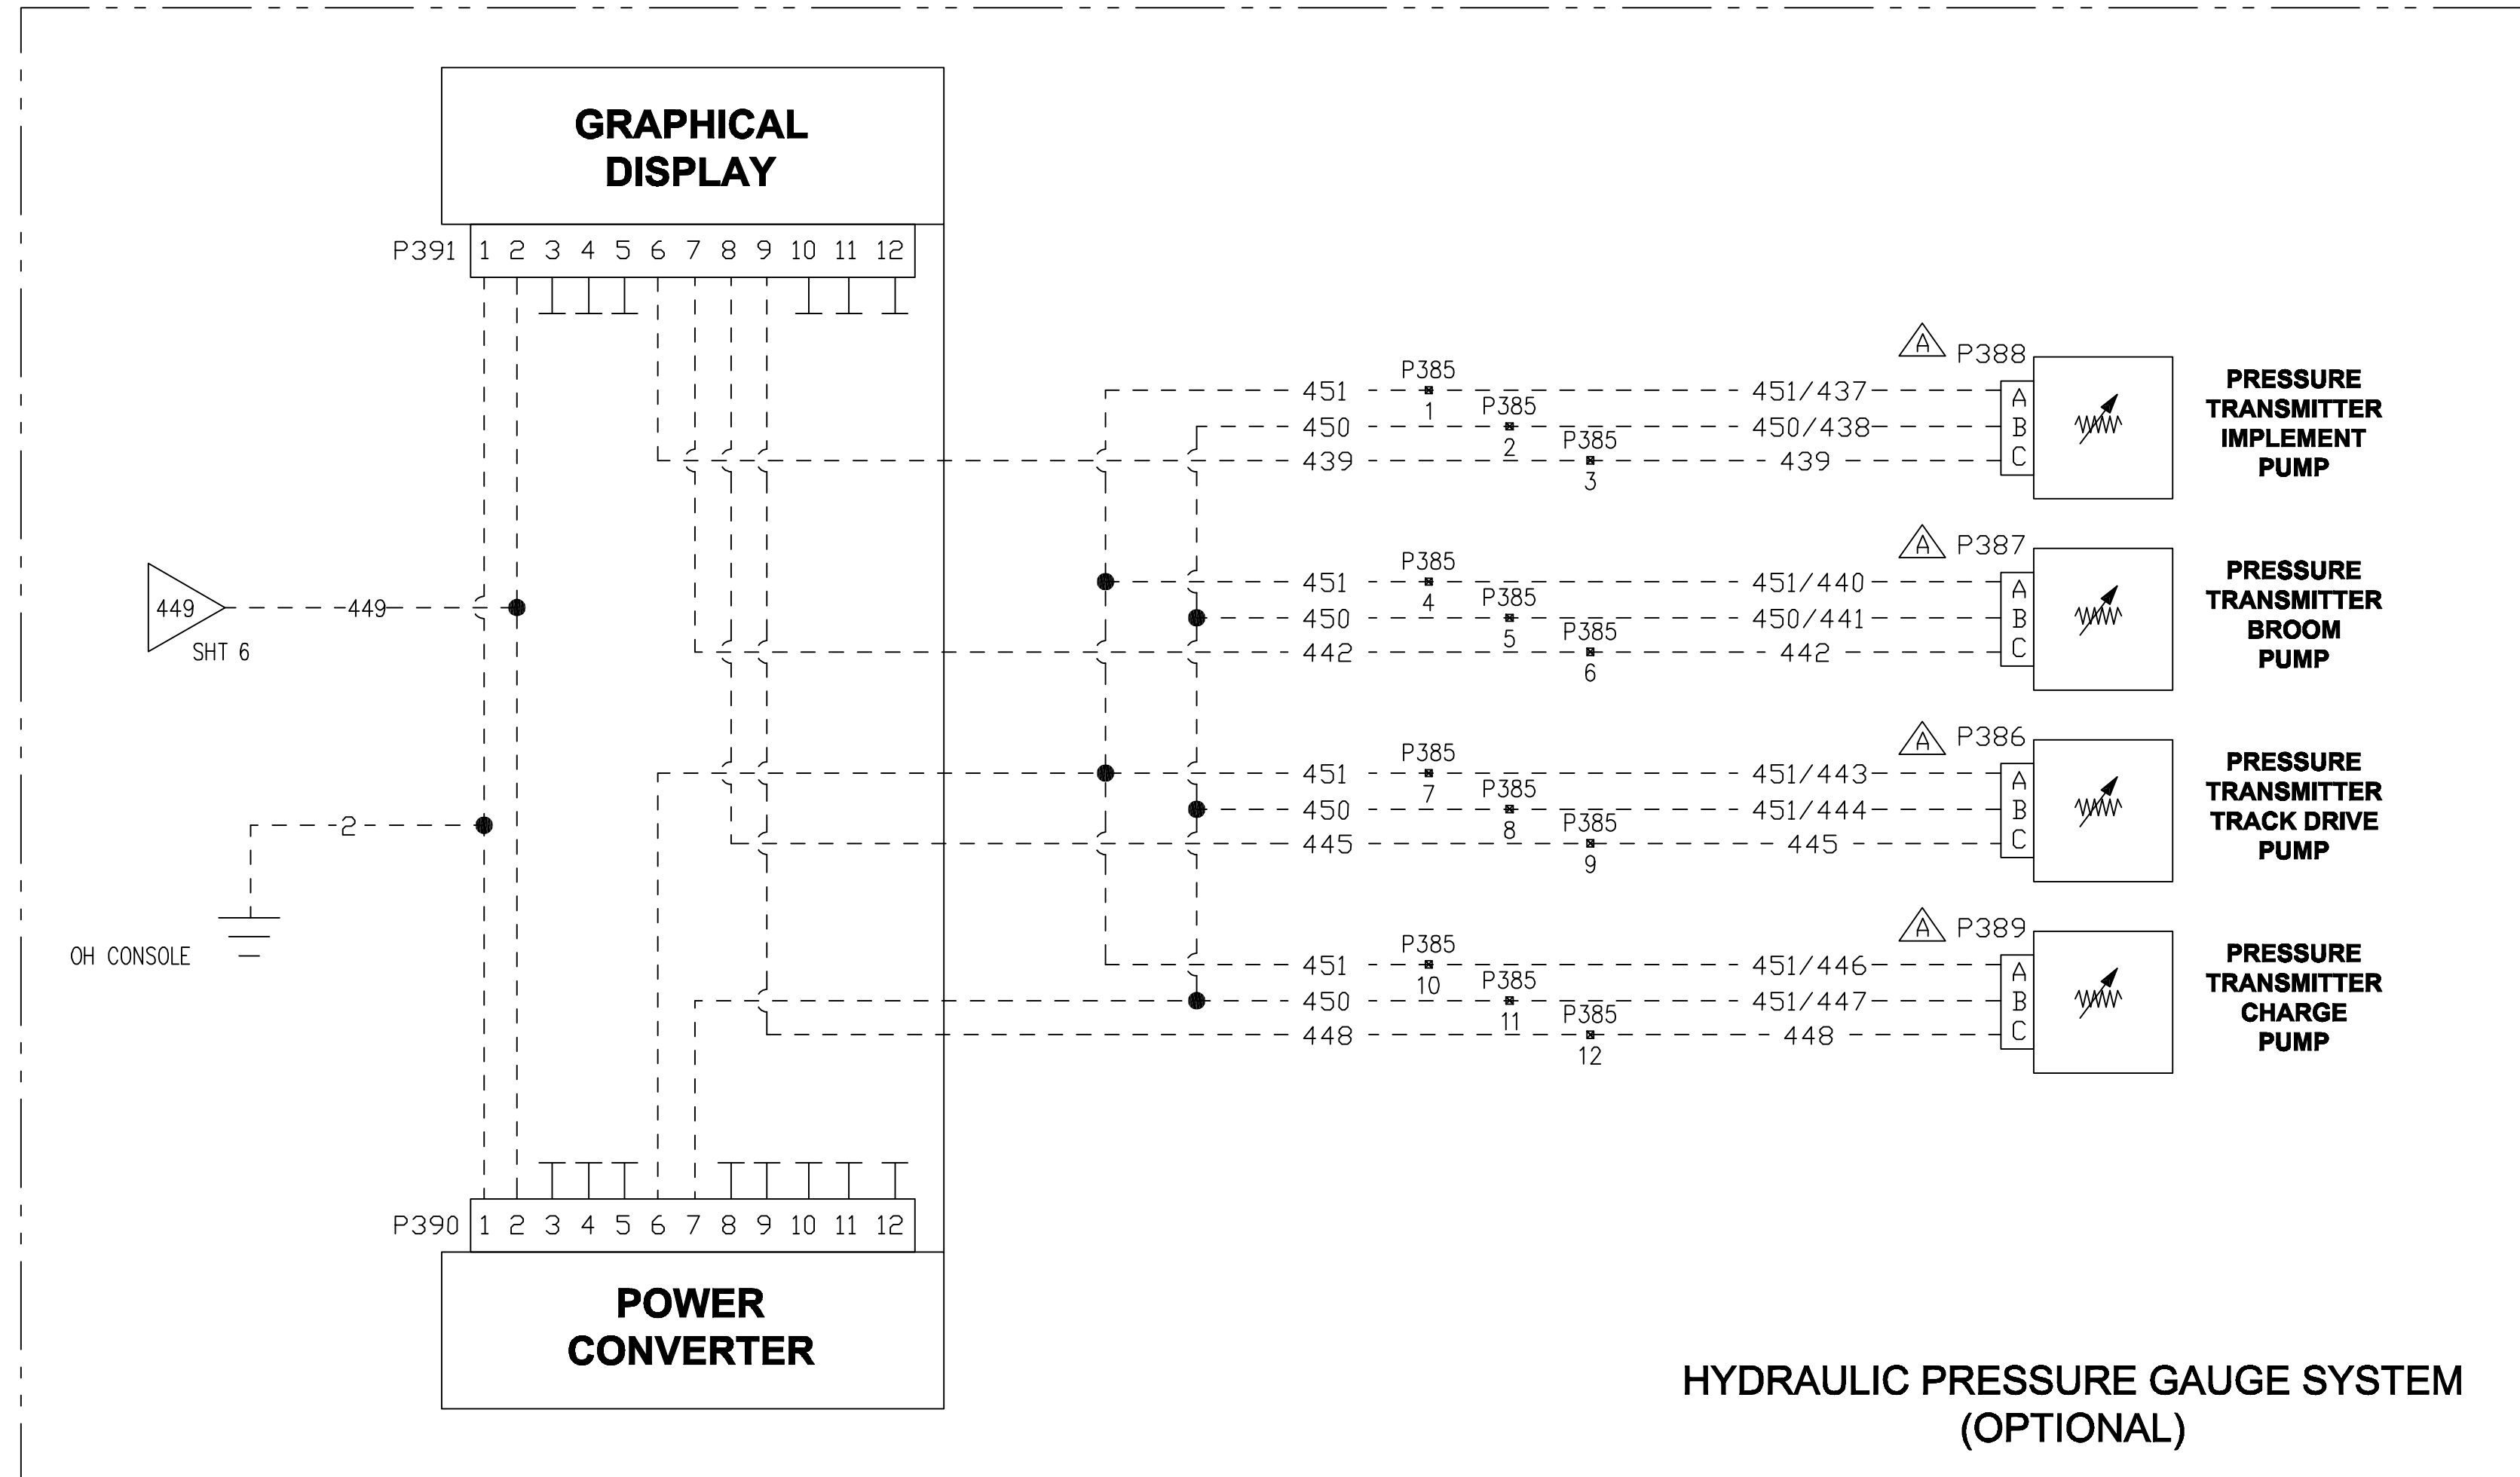 GRAPHICAL
DISPLAY
P391 1 2 3 4 5 6 7 8 9 10 11 12
A P388
P385
451 451/437 A
1
P385
450 450/438 B
2
P385
439 439 C
3
PRESSURE
TRANSMITTER
IMPLEMENT
PUMP
A P387
P385
451 451/440 A
4
P385
450 450/441 B
5
P385
442 442 C
6
PRESSURE
TRANSMITTER
BROOM
PUMP
449 449
SHT 6
A P386
P385
451 451/443 A
7
P385
450 451/444 B
8
P385
445 445 C
9
PRESSURE
TRANSMITTER
TRACK DRIVE
PUMP
2
OH CONSOLE
A P389
P385
451 451/446 A
10
P385
450 451/447 B
11
P385
448 448 C
12
PRESSURE
TRANSMITTER
CHARGE
PUMP
P390 1 2 3 4 5 6 7 8 9 10 11 12
POWER
CONVERTER
HYDRAULIC PRESSURE GAUGE SYSTEM
(OPTIONAL)